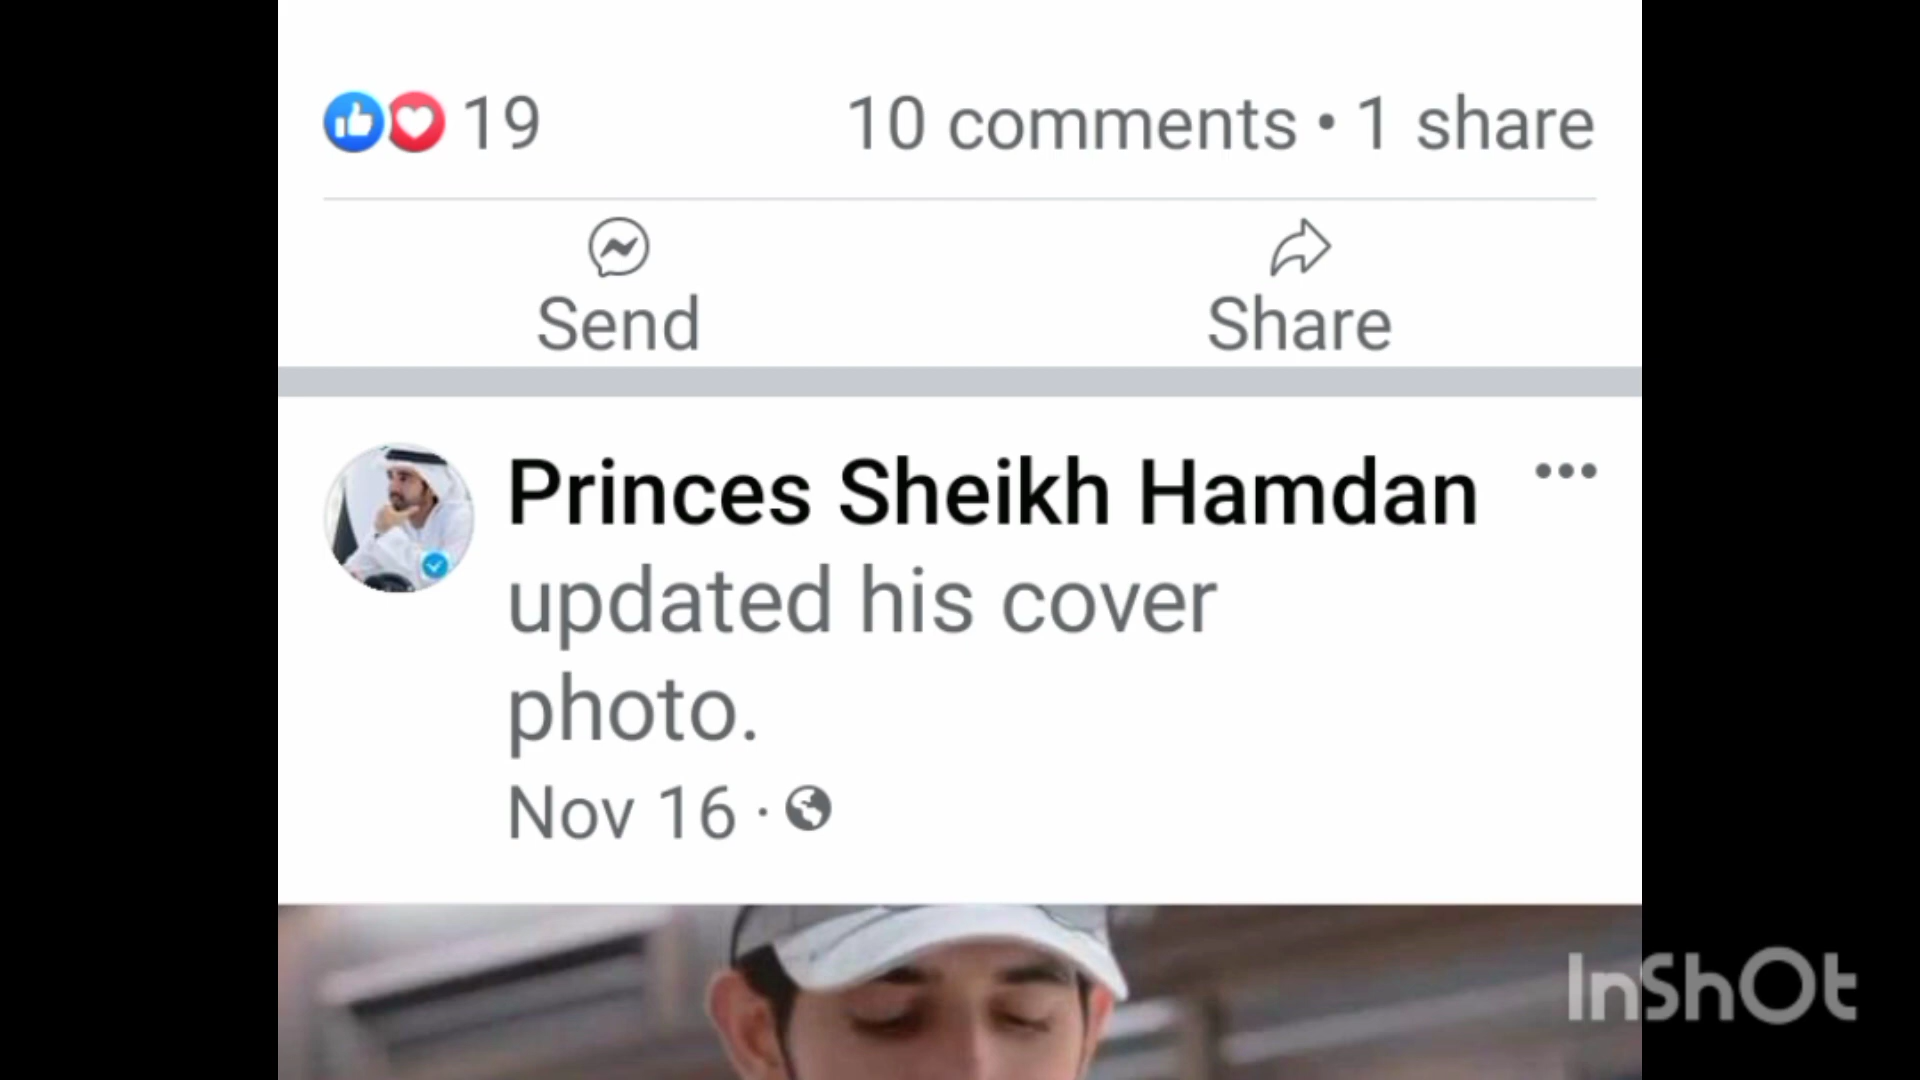 19
10 comments • 1 share
Send
Share
Princes Sheikh Hamdan
updated his cover
photo.
Nov 16 ·
InShOt